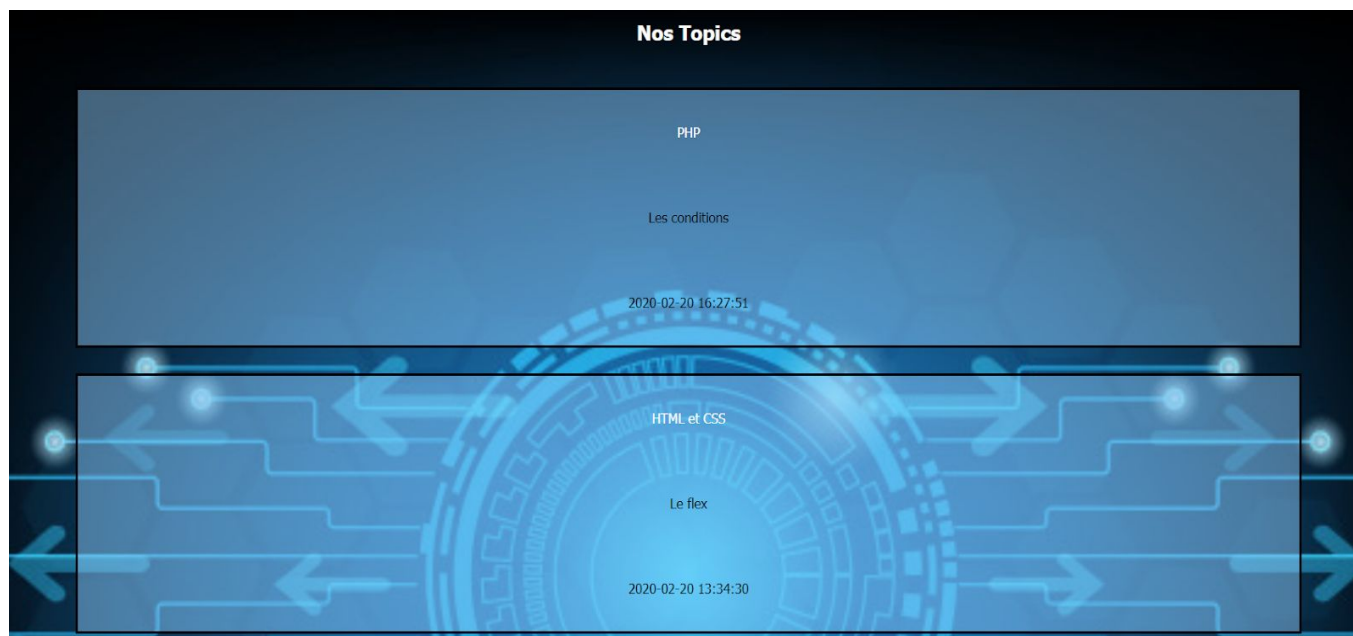 Nos Topics
PHP
Les conditions
2020-02-20 16:27:51
HTML et CSS
Le flex
2020-02-20 13:34:30